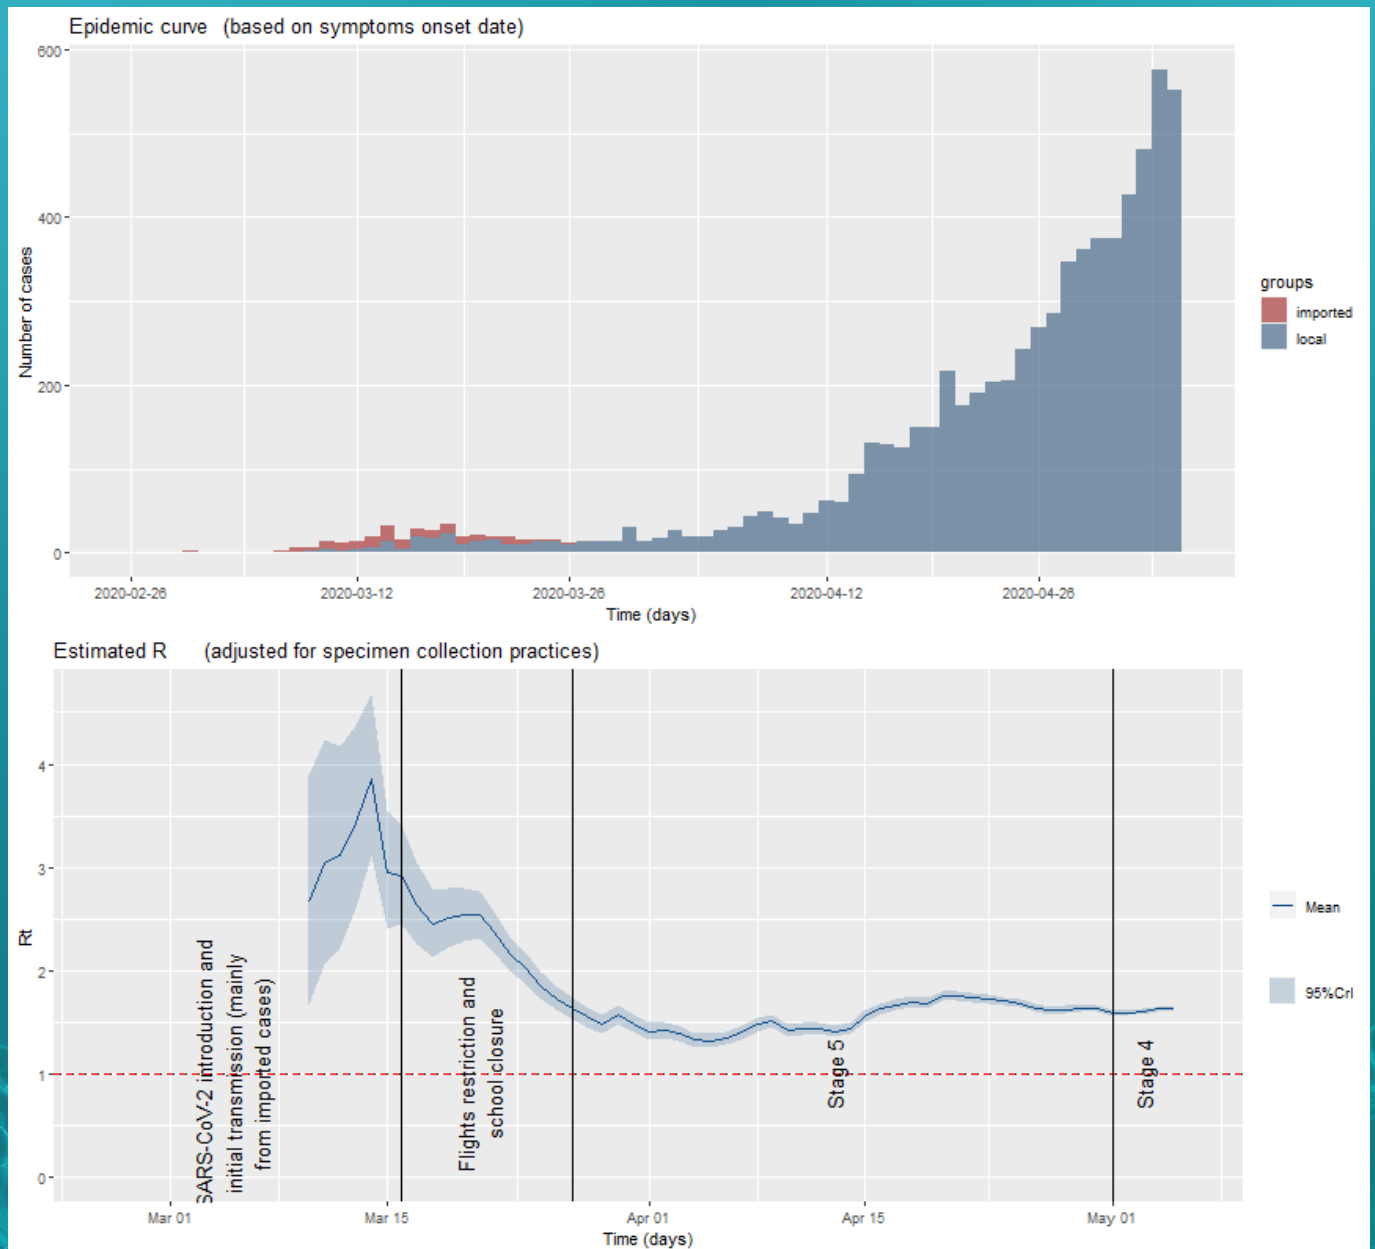 Epidemic curve (based on symptoms onset date)
600
400
200
0
Number of cases
2020-02-26
2020-03-12
2020-03-26
2020-04-12
2020-04-26
Time (days)
groups
imported
local
Estimated R (adjusted for specimen collection practices)
4
3
2
1
0
Rt
SARS-CoV-2 introduction and
initial transmission (mainly
from imported cases)
Flights restriction and
school closure
Stage 5
Stage 4
Mar 01
Mar 15
Apr 01
Apr 15
May 01
Time (days)
Mean
95%CrI